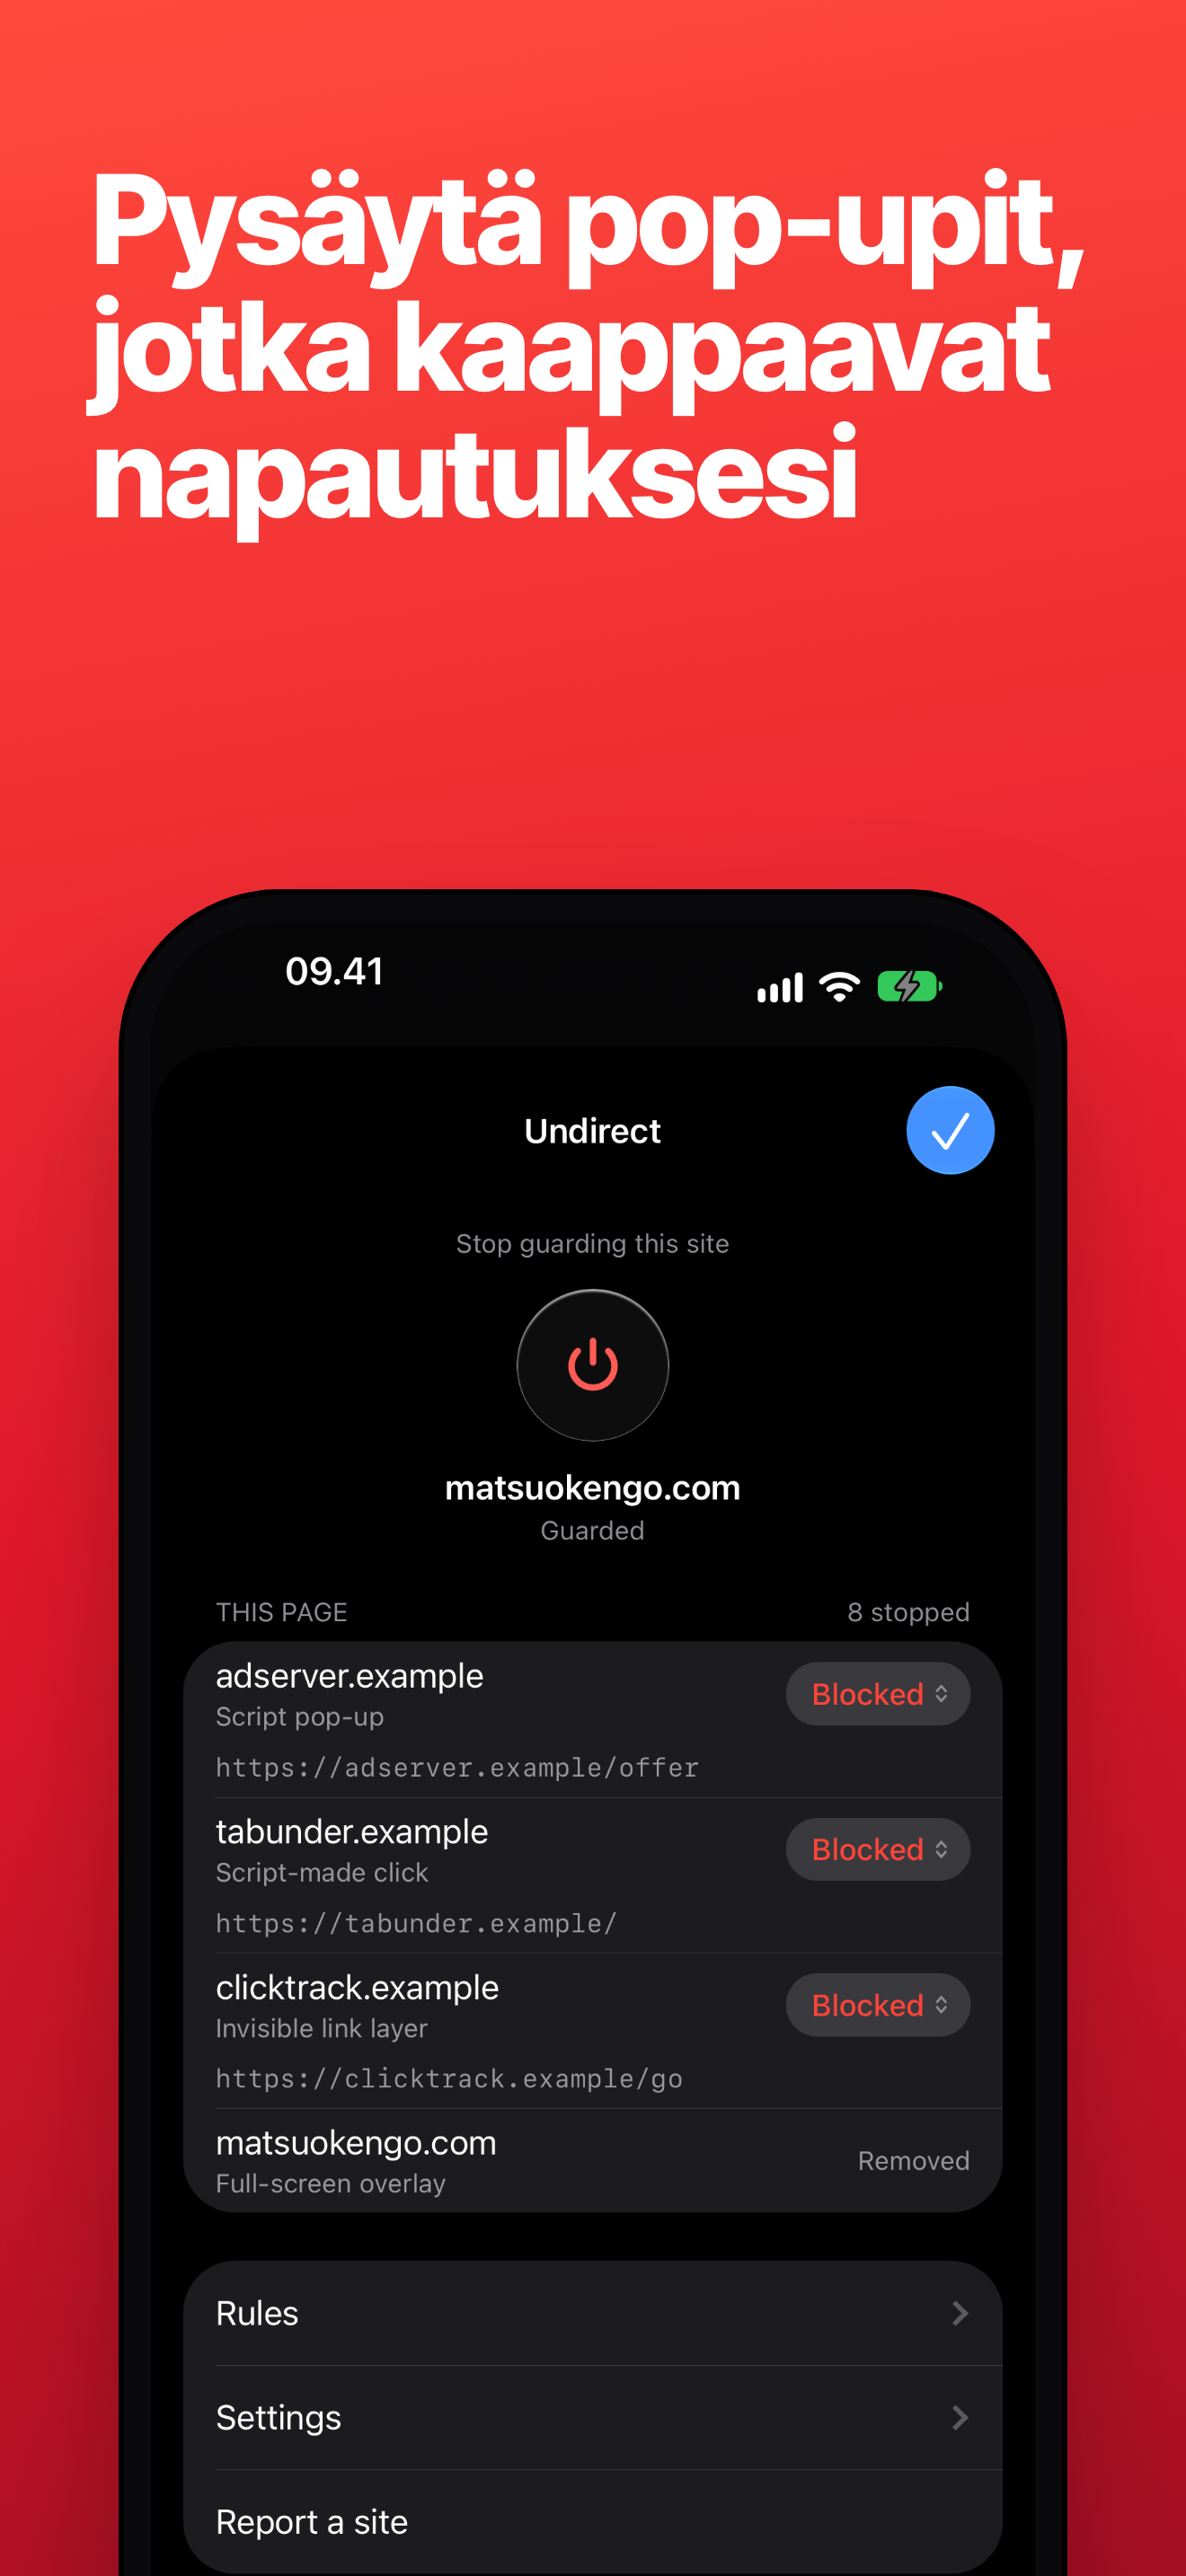 Pysäytä pop-upit,
jotka kaappaavat
napautuksesi
09.41
Undirect
Stop guarding this site
matsuokengo.com
Guarded
THIS PAGE 8 stopped
adserver.example Blocked
Script pop-up
https://adserver.example/offer
tabunder.example Blocked
Script-made click
https://tabunder.example/
clicktrack.example Blocked
Invisible link layer
https://clicktrack.example/go
matsuokengo.com Removed
Full-screen overlay
Rules
Settings
Report a site